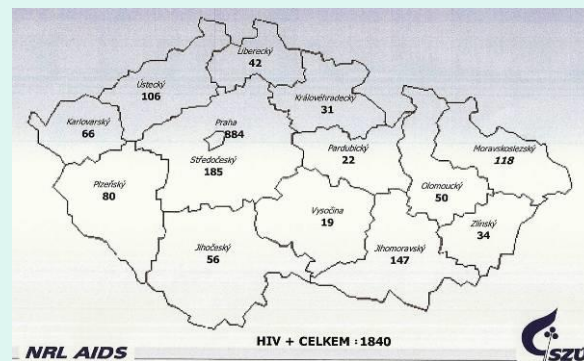 Liberecký
42
Ústecký
106
Královéhradecký
31
Karlovarský
66
Praha
884
Moravskoslezský
118
Pardubický
22
Středočeský
185
Plzeňský
80
Olomoucký
50
Vysočina
19
Zlínský
34
Jihočeský
56
Jihomoravský
147
HIV + CELKEM : 1840
NRL AIDS
SZÚ